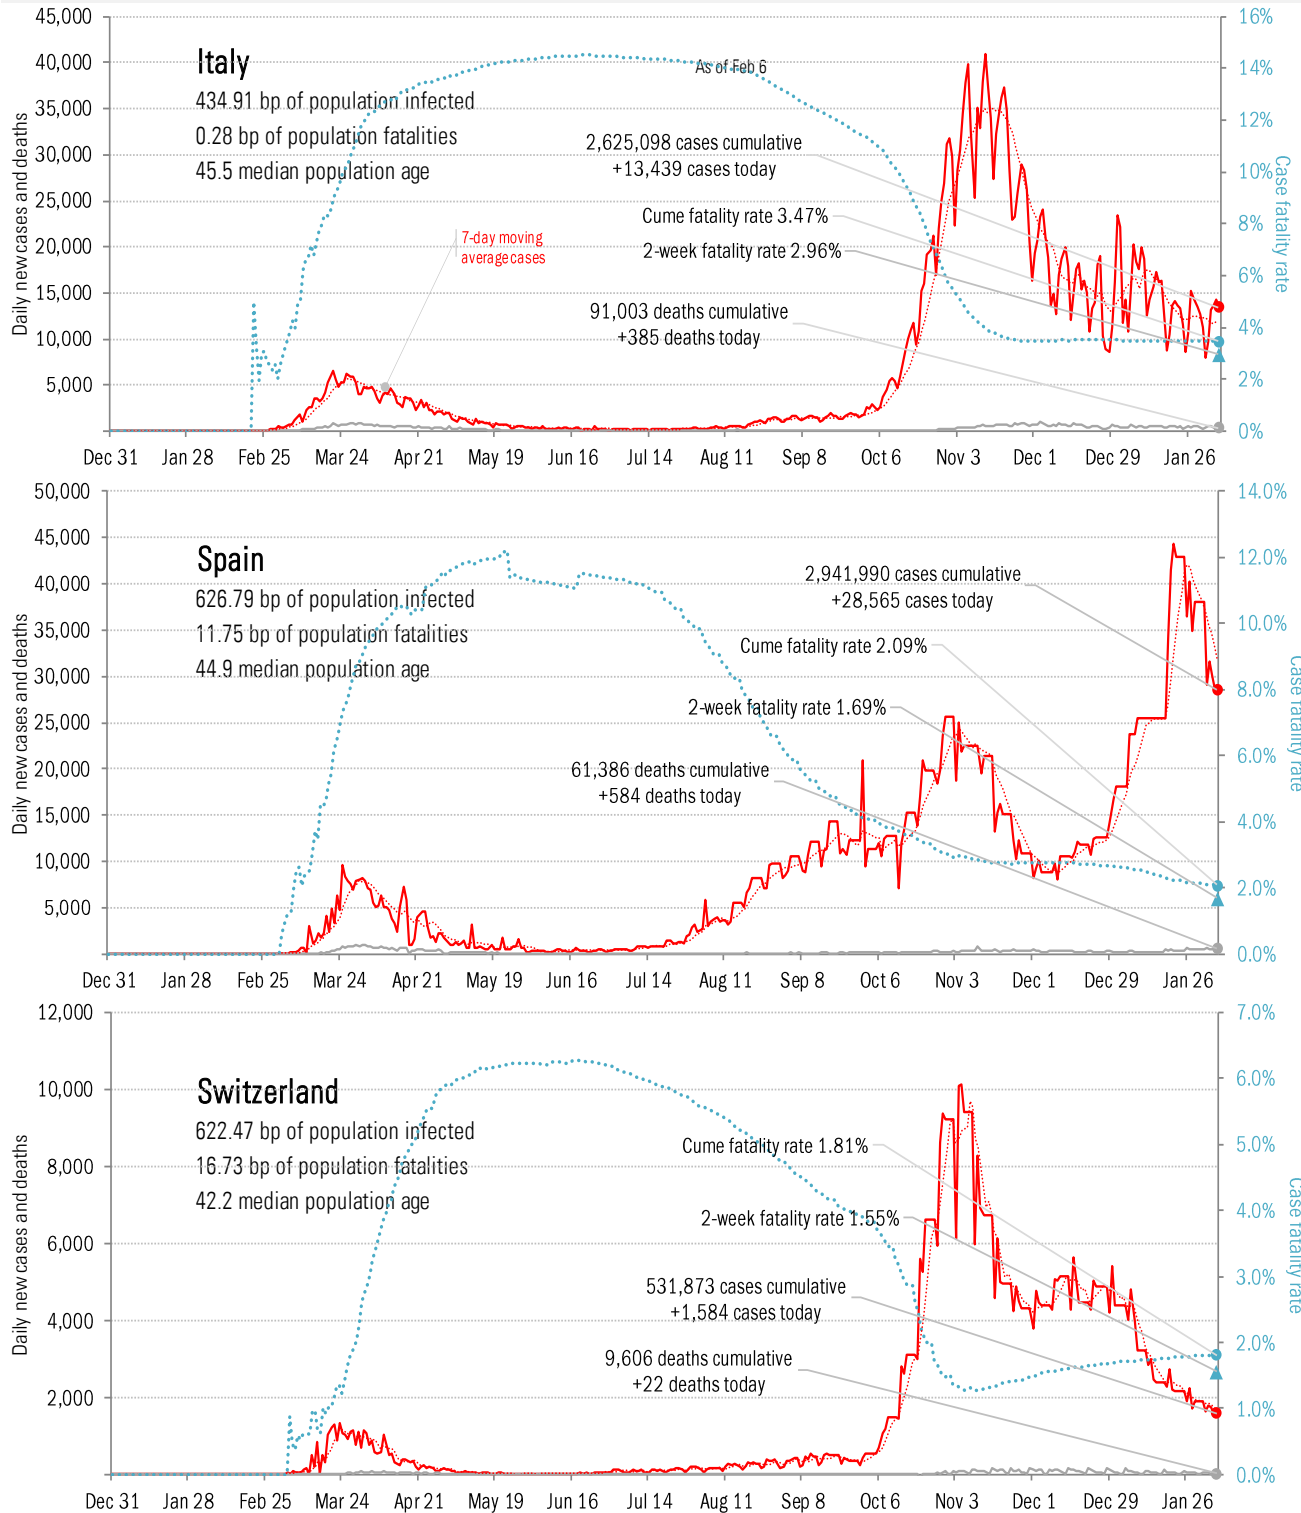 45,000
40,000
35,000
30,000
25,000
20,000
15,000
10,000
5,000
Daily new cases and deaths
Italy
434.91 bp of population infected
0.28 bp of population fatalities
45.5 median population age
As of Feb 6
2,625,098 cases cumulative
+13,439 cases today
Cume fatality rate 3.47%
2-week fatality rate 2.96%
7-day moving
average cases
91,003 deaths cumulative
+385 deaths today
16%
14%
12%
10%
8%
6%
4%
2%
0%
Case fatality rate
Dec 31 Jan 28 Feb 25 Mar 24 Apr 21 May 19 Jun 16 Jul 14 Aug 11 Sep 8 Oct 6 Nov 3 Dec 1 Dec 29 Jan 26
50,000
45,000
40,000
35,000
30,000
25,000
20,000
15,000
10,000
5,000
Daily new cases and deaths
Spain
626.79 bp of population infected
11.75 bp of population fatalities
44.9 median population age
2,941,990 cases cumulative
+28,565 cases today
Cume fatality rate 2.09%
2-week fatality rate 1.69%
61,386 deaths cumulative
+584 deaths today
14.0%
12.0%
10.0%
8.0%
6.0%
4.0%
2.0%
0.0%
Case fatality rate
Dec 31 Jan 28 Feb 25 Mar 24 Apr 21 May 19 Jun 16 Jul 14 Aug 11 Sep 8 Oct 6 Nov 3 Dec 1 Dec 29 Jan 26
12,000
10,000
8,000
6,000
4,000
2,000
Daily new cases and deaths
Switzerland
622.47 bp of population infected
16.73 bp of population fatalities
42.2 median population age
Cume fatality rate 1.81%
2-week fatality rate 1.55%
531,873 cases cumulative
+1,584 cases today
9,606 deaths cumulative
+22 deaths today
7.0%
6.0%
5.0%
4.0%
3.0%
2.0%
1.0%
0.0%
Case fatality rate
Dec 31 Jan 28 Feb 25 Mar 24 Apr 21 May 19 Jun 16 Jul 14 Aug 11 Sep 8 Oct 6 Nov 3 Dec 1 Dec 29 Jan 26